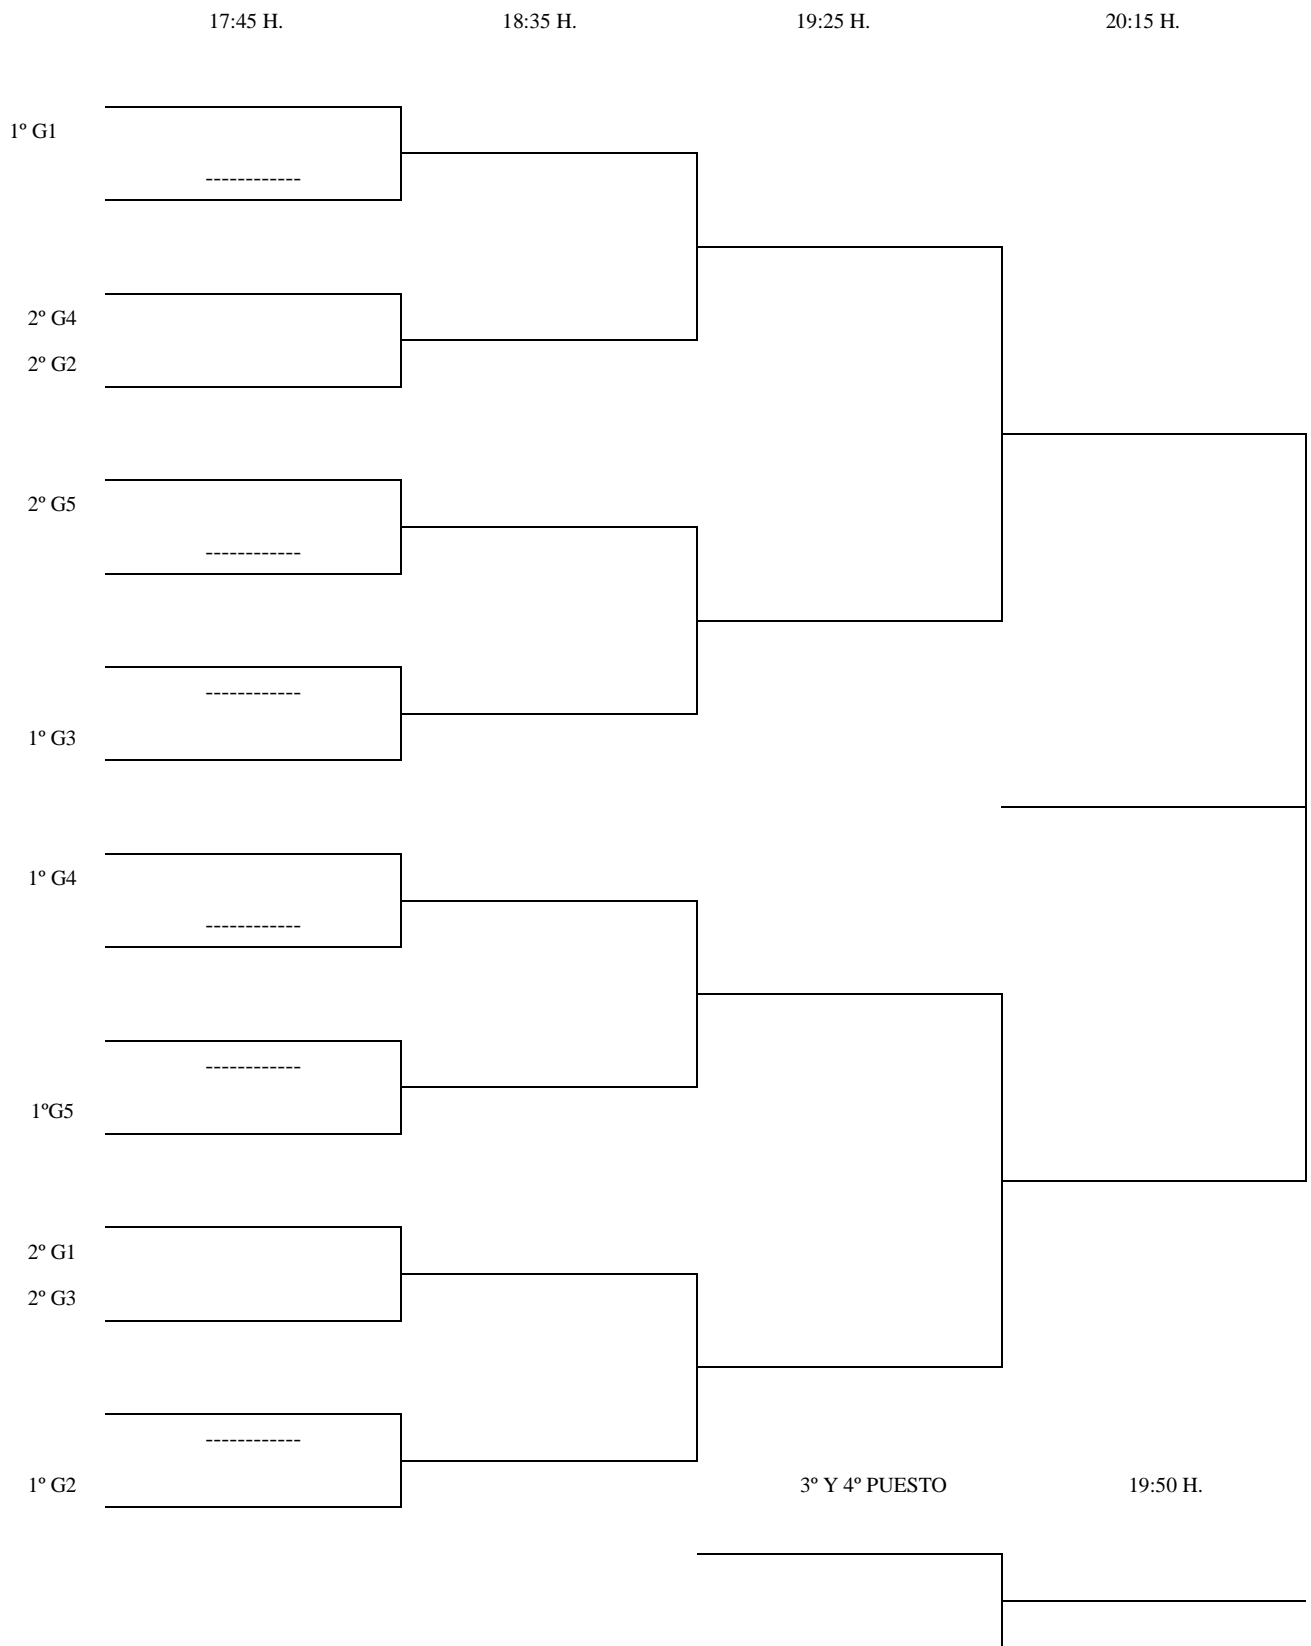 17:45 H. 18:35 H. 19:25 H. 20:15 H.
1º G1
------------
2º G4
2º G2
2º G5
------------
------------
1º G3
1º G4
------------
------------
1ºG5
2º G1
2º G3
------------
1º G2 3º Y 4º PUESTO 19:50 H.